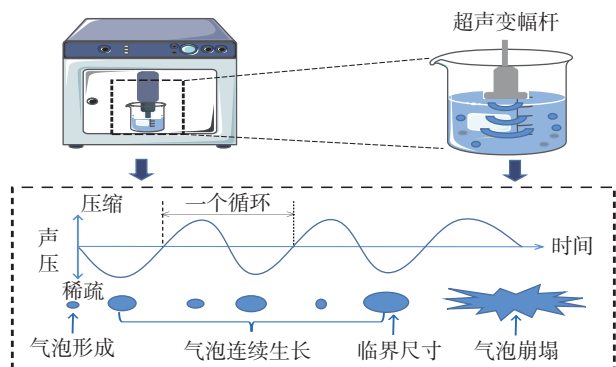 超声变幅杆
压缩
一个循环
声压
时间
稀疏
气泡形成
气泡连续生长
临界尺寸
气泡崩塌